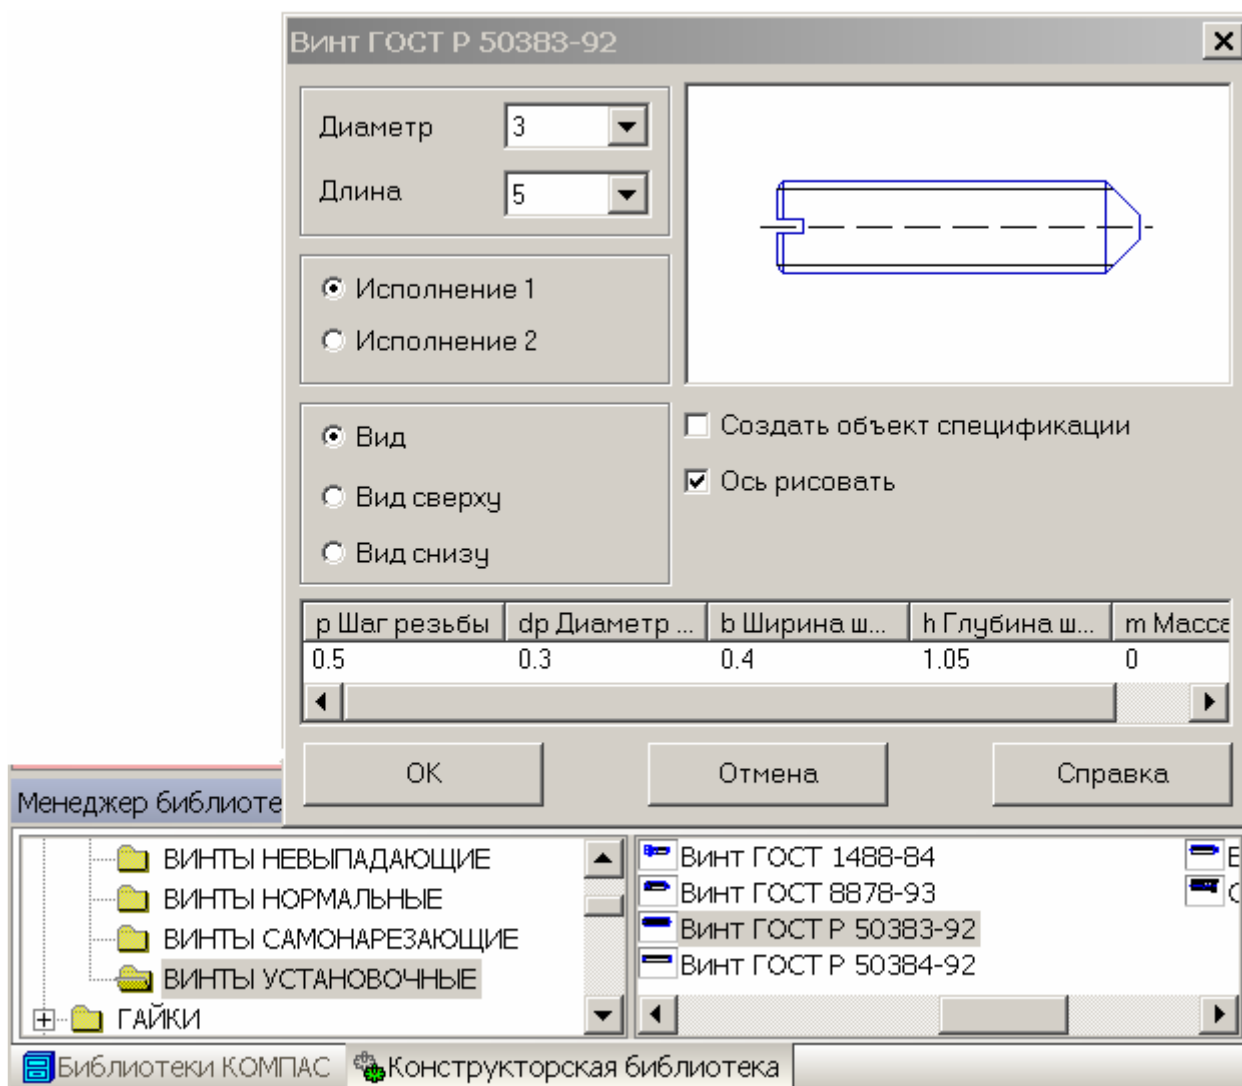 Винт ГОСТ Р 50383-92
Диаметр 3
Длина 5
Исполнение 1
Исполнение 2
Вид
Вид сверху
Вид снизу
Создать объект спецификации
Ось рисовать
p Шаг резьбы dp Диаметр ... b Ширина ш... h Глубина ш... m Масса
0.5 0.3 0.4 1.05 0
ОК Отмена Справка
Менеджер библиоте
ВИНТЫ НЕВЫПАДАЮЩИЕ
ВИНТЫ НОРМАЛЬНЫЕ
ВИНТЫ САМОНАРЕЗАЮЩИЕ
ВИНТЫ УСТАНОВОЧНЫЕ
ГАЙКИ
Винт ГОСТ 1488-84
Винт ГОСТ 8878-93
Винт ГОСТ Р 50383-92
Винт ГОСТ Р 50384-92
Библиотеки КОМПАС Конструкторская библиотека